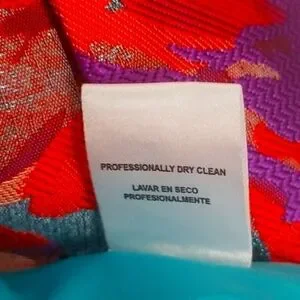 PROFESSIONALLY DRY CLEAN
LAVAR EN SECO
PROFESIONALMENTE